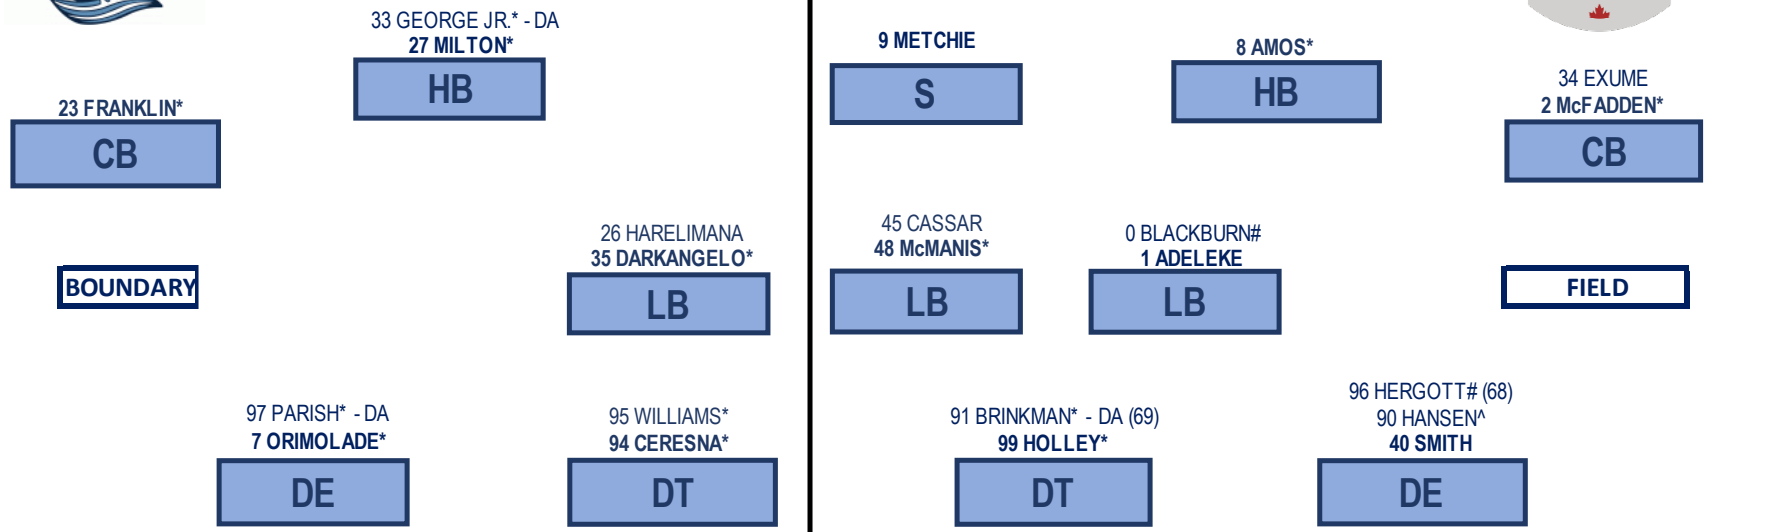 33 GEORGE JR.* - DA
27 MILTON*
HB
9 METCHIE
S
8 AMOS*
HB
34 EXUME
2 McFADDEN*
CB
23 FRANKLIN*
CB
26 HARELIMANA
35 DARKANGELO*
LB
45 CASSAR
48 McMANIS*
LB
0 BLACKBURN#
1 ADELEKE
LB
BOUNDARY
FIELD
97 PARISH* - DA
7 ORIMOLADE*
DE
95 WILLIAMS*
94 CERESNA*
DT
91 BRINKMAN* - DA (69)
99 HOLLEY*
DT
96 HERGOTT# (68)
90 HANSEN^
40 SMITH
DE